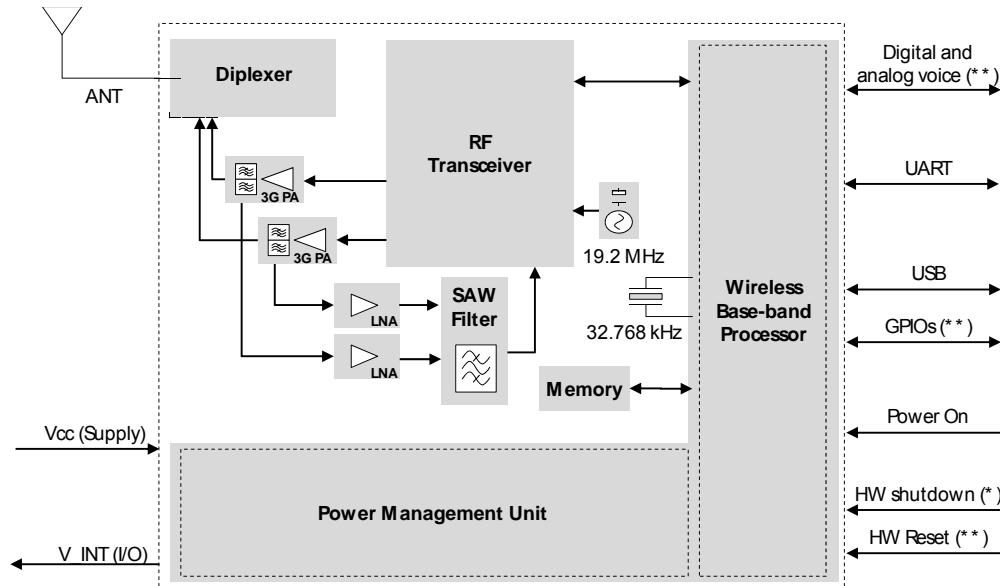 Diplexer
ANT
RF
Transceiver
3G PA
3G PA
LNA
LNA
SAW
Filter
19.2 MHz
32.768 kHz
Memory
Wireless
Base-band
Processor
Power Management Unit
Vcc (Supply)
V_INT (I/O)
Digital and
analog voice (**)
UART
USB
GPIOs (**)
Power On
HW shutdown (*)
HW Reset (**)